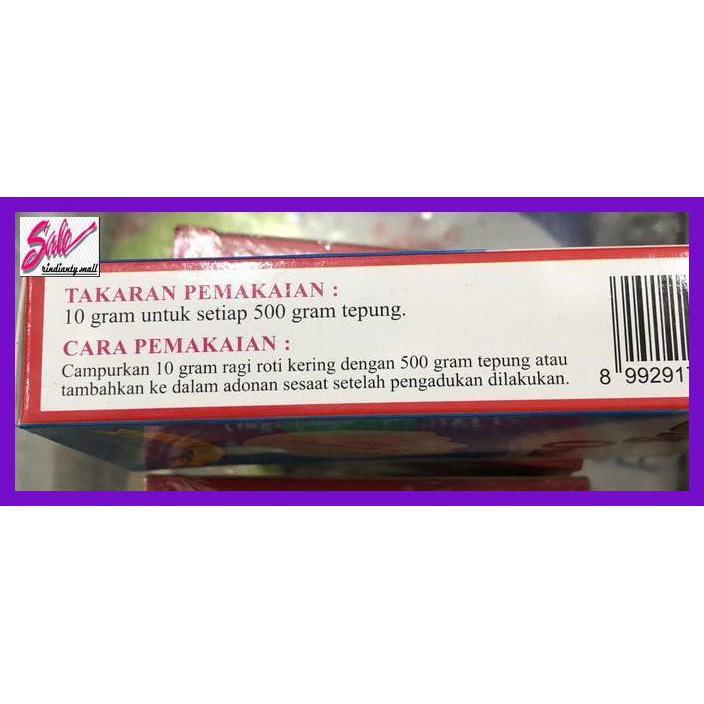 Sale
rindianty mall
TAKARAN PEMAKAIAN :
10 gram untuk setiap 500 gram tepung.
CARA PEMAKAIAN :
Campurkan 10 gram ragi roti kering dengan 500 gram tepung atau
tambahkan ke dalam adonan sesaat setelah pengadukan dilakukan.
8 99291